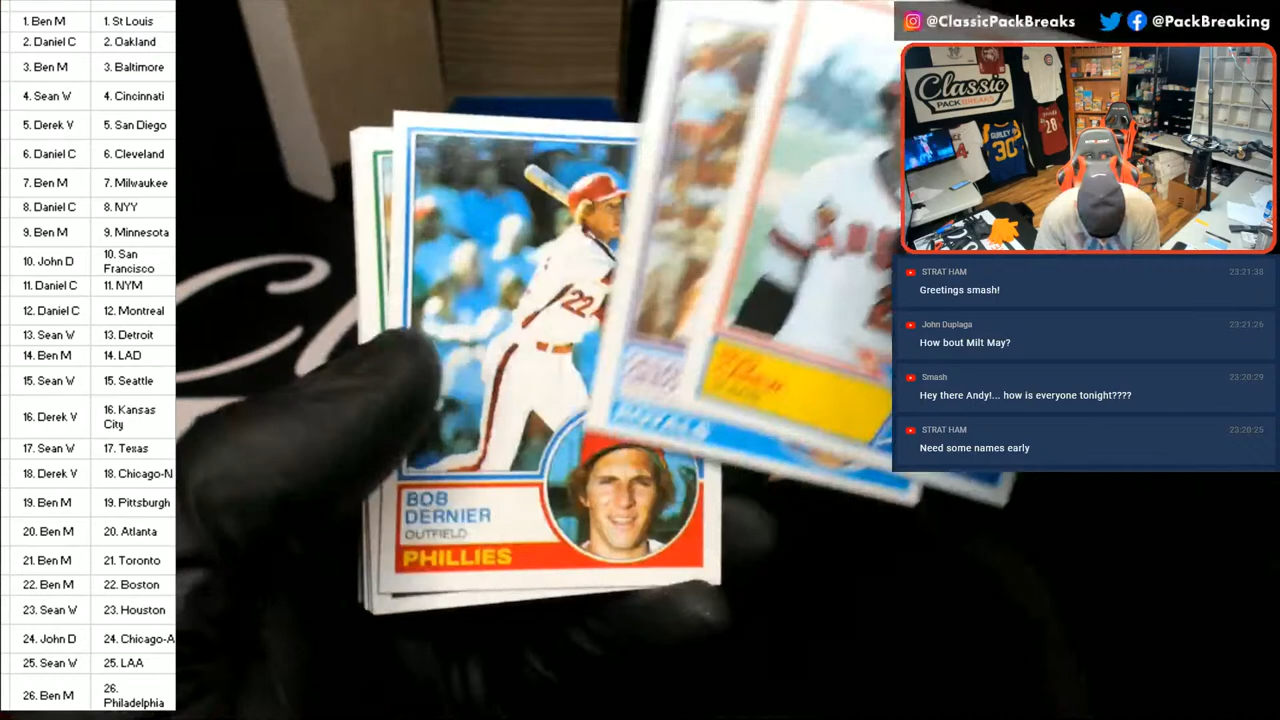 1. Ben M 1. St Louis
2. Daniel C 2. Oakland
3. Ben M 3. Baltimore
4. Sean W 4. Cincinnati
5. Derek V 5. San Diego
6. Daniel C 6. Cleveland
7. Ben M 7. Milwaukee
8. Daniel C 8. NYY
9. Ben M 9. Minnesota
10. John D 10. San
Francisco
11. Daniel C 11. NYM
12. Daniel C 12. Montreal
13. Sean W 13. Detroit
14. Ben M 14. LAD
15. Sean W 15. Seattle
16. Derek V 16. Kansas
City
17. Sean W 17. Texas
18. Derek V 18. Chicago-N
19. Ben M 19. Pittsburgh
20. Ben M 20. Atlanta
21. Ben M 21. Toronto
22. Ben M 22. Boston
23. Sean W 23. Houston
24. John D 24. Chicago-A
25. Sean W 25. LAA
26. Ben M 26.
Philadelphia
22
BOB
DERNIER
OUTFIELD
PHILLIES
ROYALS
@ClassicPackBreaks @PackBreaking
Classic
PACK BREAKS
GURLEY
30
28
STRAT HAM 23:21:38
Greetings smash!
John Duplaga 23:21:26
How bout Milt May?
Smash 23:20:29
Hey there Andy!... how is everyone tonight????
STRAT HAM 23:20:25
Need some names early